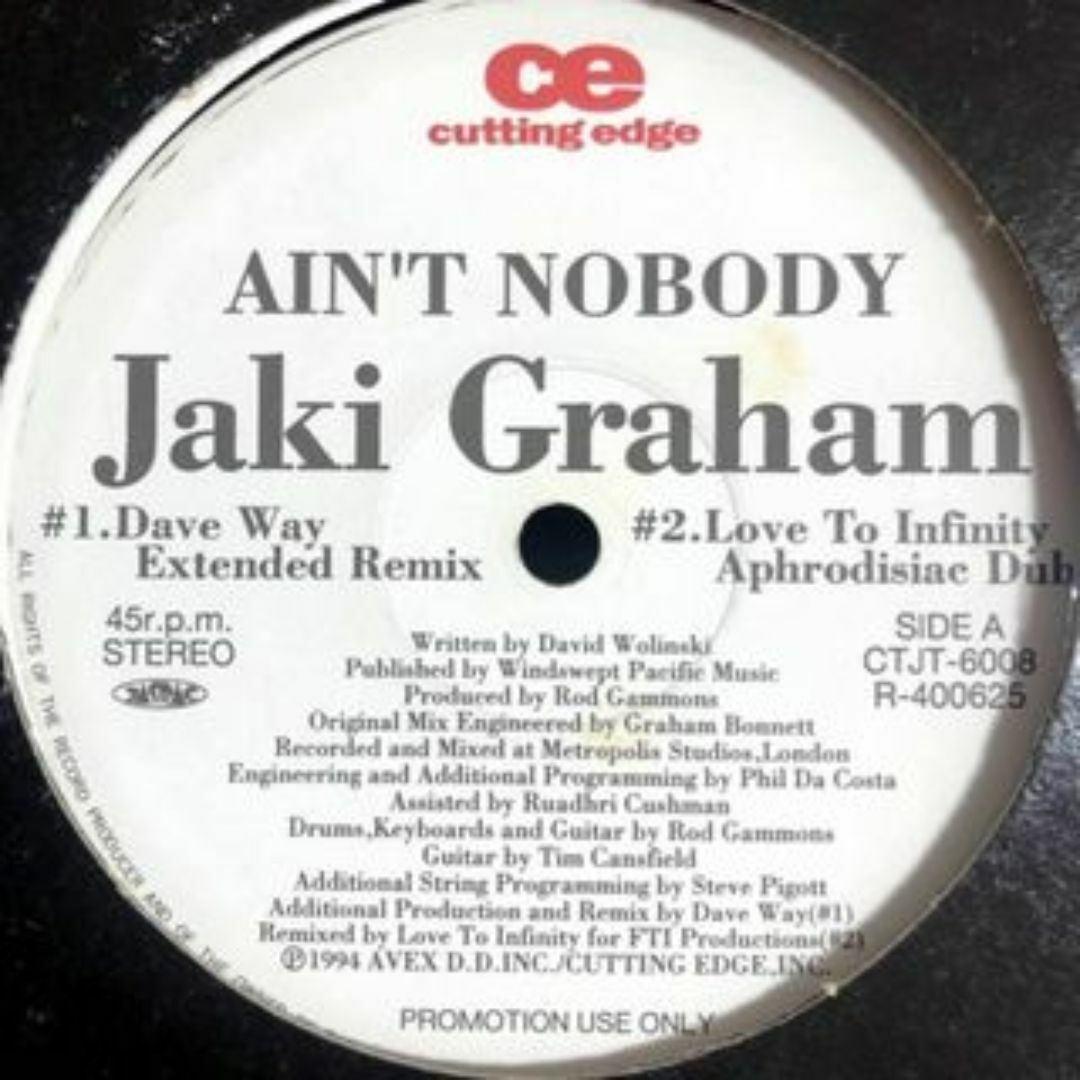 ce
cutting edge
AIN'T NOBODY
Jaki Graham
#1.Dave Way
Extended Remix
#2.Love To Infinity
Aphrodisiac Dub
45r.p.m.
STEREO
SIDE A
CTJT-6008
R-400625
Written by David Wolinski
Published by Windswept Pacific Music
Produced by Rod Gammons
Original Mix Engineered by Graham Bonnett
Recorded and Mixed at Metropolis Studios,London
Engineering and Additional Programming by Phil Da Costa
Assisted by Ruadhri Cushman
Drums,Keyboards and Guitar by Rod Gammons
Guitar by Tim Cansfield
Additional String Programming by Steve Pigott
Additional Production and Remix by Dave Way(#1)
Remixed by Love To Infinity for FTI Productions(#2)
Ⓟ1994 AVEX D.D.INC./CUTTING EDGE,INC.
PROMOTION USE ONLY
ALL RIGHTS OF THE RECORD PRODUCER AND OF THE OWNER